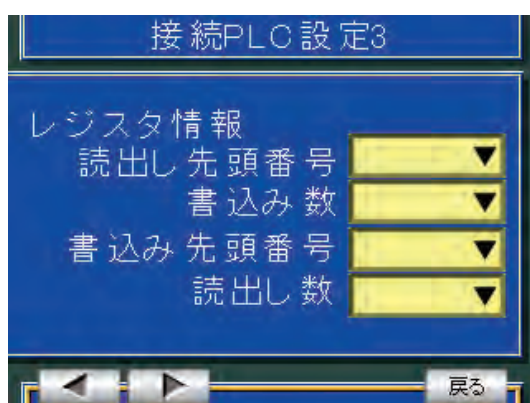 接続PLC設定3
レジスタ情報
読出し先頭番号
書込み数
書込み先頭番号
読出し数
戻る